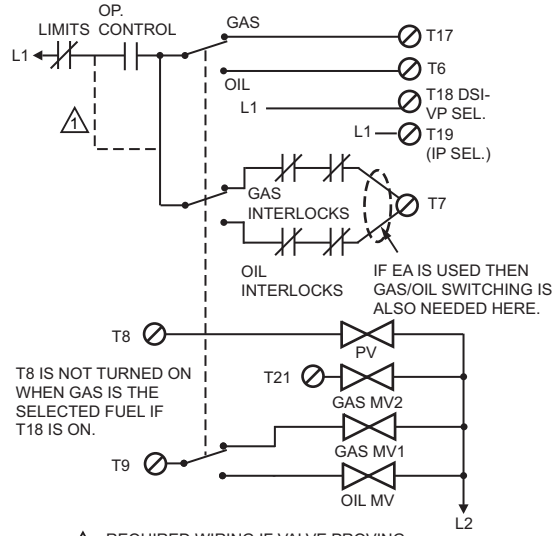 OP.
LIMITS CONTROL
GAS
L1
T17
T6
OIL
1
L1
T18 DSI-
VP SEL.
L1
T19
(IP SEL.)
GAS
INTERLOCKS
T7
OIL
INTERLOCKS
IF EA IS USED THEN
GAS/OIL SWITCHING IS
ALSO NEEDED HERE.
T8
PV
T8 IS NOT TURNED ON
WHEN GAS IS THE
SELECTED FUEL IF
T18 IS ON.
T21
GAS MV2
T9
GAS MV1
OIL MV
L2
REQUIRED WIRING IF VALVE PROVING